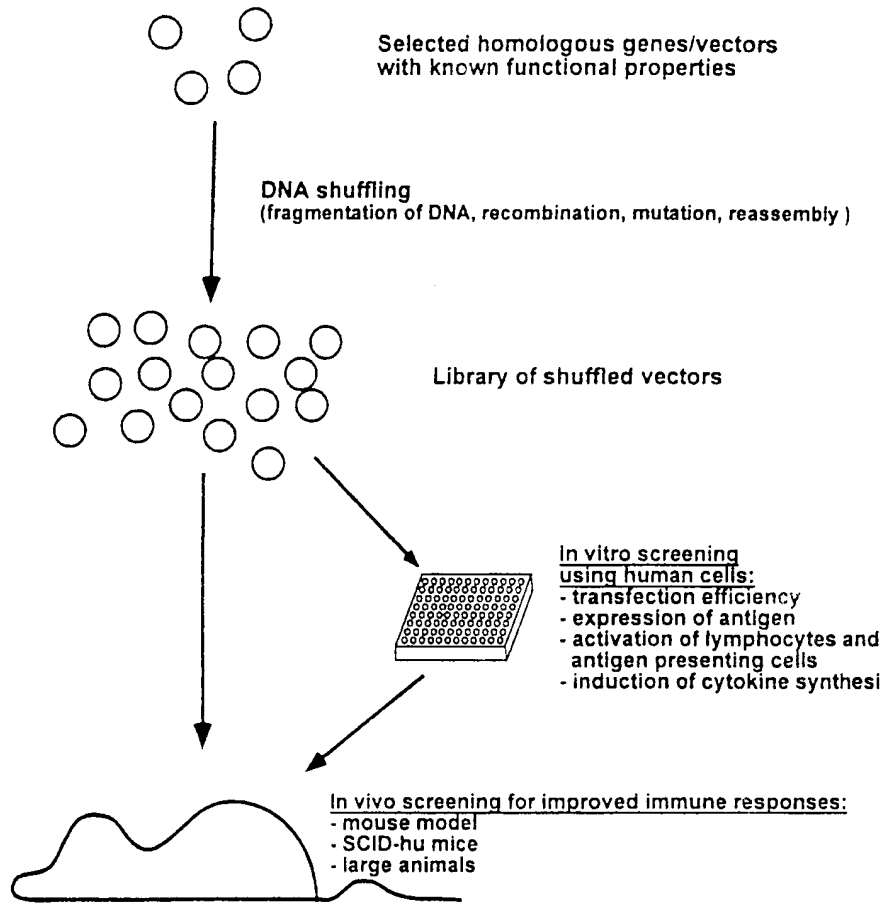 Selected homologous genes/vectors
with known functional properties
DNA shuffling
(fragmentation of DNA, recombination, mutation, reassembly )
Library of shuffled vectors
In vitro screening
using human cells:
- transfection efficiency
- expression of antigen
- activation of lymphocytes and
antigen presenting cells
- induction of cytokine synthesi
In vivo screening for improved immune responses:
- mouse model
- SCID-hu mice
- large animals